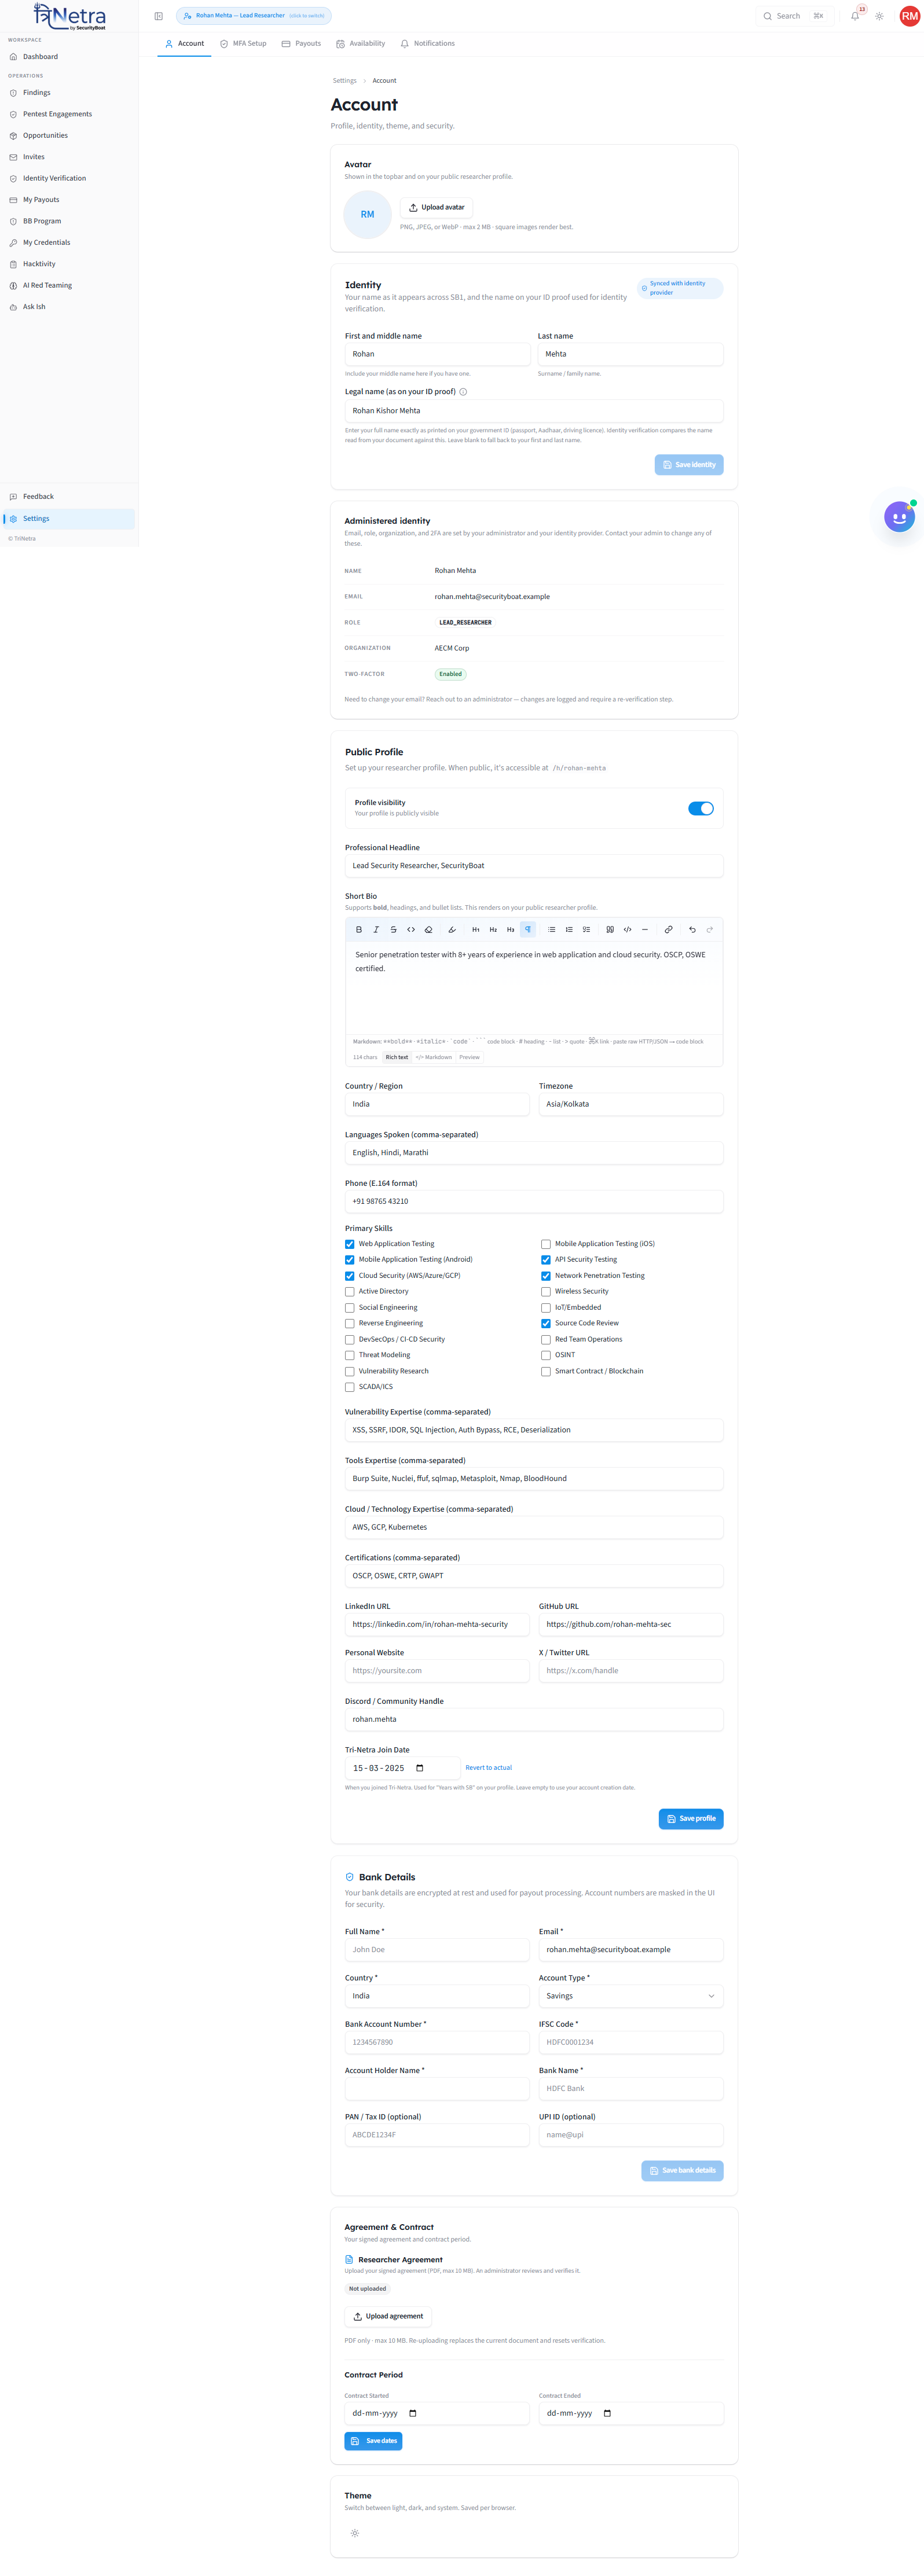 त्रिNetra
by SecurityBoat
WORKSPACE
Dashboard
OPERATIONS
Findings
Pentest Engagements
Opportunities
Invites
Identity Verification
My Payouts
BB Program
My Credentials
Hacktivity
AI Red Teaming
Ask Ish
Feedback
Settings
© TriNetra
Rohan Mehta — Lead Researcher (click to switch)
Search ⌘K
13
RM
Account
MFA Setup
Payouts
Availability
Notifications
Settings > Account
Account
Profile, identity, theme, and security.
Avatar
Shown in the topbar and on your public researcher profile.
RM
Upload avatar
PNG, JPEG, or WebP · max 2 MB · square images render best.
Identity
Your name as it appears across SB1, and the name on your ID proof used for identity
verification.
Synced with identity
provider
First and middle name
Last name
Rohan
Mehta
Include your middle name here if you have one.
Surname / family name.
Legal name (as on your ID proof)
Rohan Kishor Mehta
Enter your full name exactly as printed on your government ID (passport, Aadhaar, driving licence). Identity verification compares the name
read from your document against this. Leave blank to fall back to your first and last name.
Save identity
Administered identity
Email, role, organization, and 2FA are set by your administrator and your identity provider. Contact your admin to change any of
these.
NAME Rohan Mehta
EMAIL rohan.mehta@securityboat.example
ROLE LEAD_RESEARCHER
ORGANIZATION AECM Corp
TWO-FACTOR Enabled
Need to change your email? Reach out to an administrator — changes are logged and require a re-verification step.
Public Profile
Set up your researcher profile. When public, it's accessible at /h/rohan-mehta
Profile visibility
Your profile is publicly visible
Professional Headline
Lead Security Researcher, SecurityBoat
Short Bio
Supports bold, headings, and bullet lists. This renders on your public researcher profile.
B I S H1 H2 H3
Senior penetration tester with 8+ years of experience in web application and cloud security. OSCP, OSWE
certified.
Markdown: **bold** · *italic* · `code` · ``` code block · # heading · - list · > quote · ⌘K link · paste raw HTTP/JSON → code block
114 chars Rich text </> Markdown Preview
Country / Region
Timezone
India
Asia/Kolkata
Languages Spoken (comma-separated)
English, Hindi, Marathi
Phone (E.164 format)
+91 98765 43210
Primary Skills
Web Application Testing
Mobile Application Testing (iOS)
Mobile Application Testing (Android)
API Security Testing
Cloud Security (AWS/Azure/GCP)
Network Penetration Testing
Active Directory
Wireless Security
Social Engineering
IoT/Embedded
Reverse Engineering
Source Code Review
DevSecOps / CI-CD Security
Red Team Operations
Threat Modeling
OSINT
Vulnerability Research
Smart Contract / Blockchain
SCADA/ICS
Vulnerability Expertise (comma-separated)
XSS, SSRF, IDOR, SQL Injection, Auth Bypass, RCE, Deserialization
Tools Expertise (comma-separated)
Burp Suite, Nuclei, ffuf, sqlmap, Metasploit, Nmap, BloodHound
Cloud / Technology Expertise (comma-separated)
AWS, GCP, Kubernetes
Certifications (comma-separated)
OSCP, OSWE, CRTP, GWAPT
LinkedIn URL
GitHub URL
https://linkedin.com/in/rohan-mehta-security
https://github.com/rohan-mehta-sec
Personal Website
X / Twitter URL
https://yoursite.com
https://x.com/handle
Discord / Community Handle
rohan.mehta
Tri-Netra Join Date
15-03-2025
Revert to actual
When you joined Tri-Netra. Used for "Years with SB" on your profile. Leave empty to use your account creation date.
Save profile
Bank Details
Your bank details are encrypted at rest and used for payout processing. Account numbers are masked in the UI
for security.
Full Name *
Email *
John Doe
rohan.mehta@securityboat.example
Country *
Account Type *
India
Savings
Bank Account Number *
IFSC Code *
1234567890
HDFC0001234
Account Holder Name *
Bank Name *
HDFC Bank
PAN / Tax ID (optional)
UPI ID (optional)
ABCDE1234F
name@upi
Save bank details
Agreement & Contract
Your signed agreement and contract period.
Researcher Agreement
Upload your signed agreement (PDF, max 10 MB). An administrator reviews and verifies it.
Not uploaded
Upload agreement
PDF only · max 10 MB. Re-uploading replaces the current document and resets verification.
Contract Period
Contract Started
Contract Ended
dd-mm-yyyy
dd-mm-yyyy
Save dates
Theme
Switch between light, dark, and system. Saved per browser.